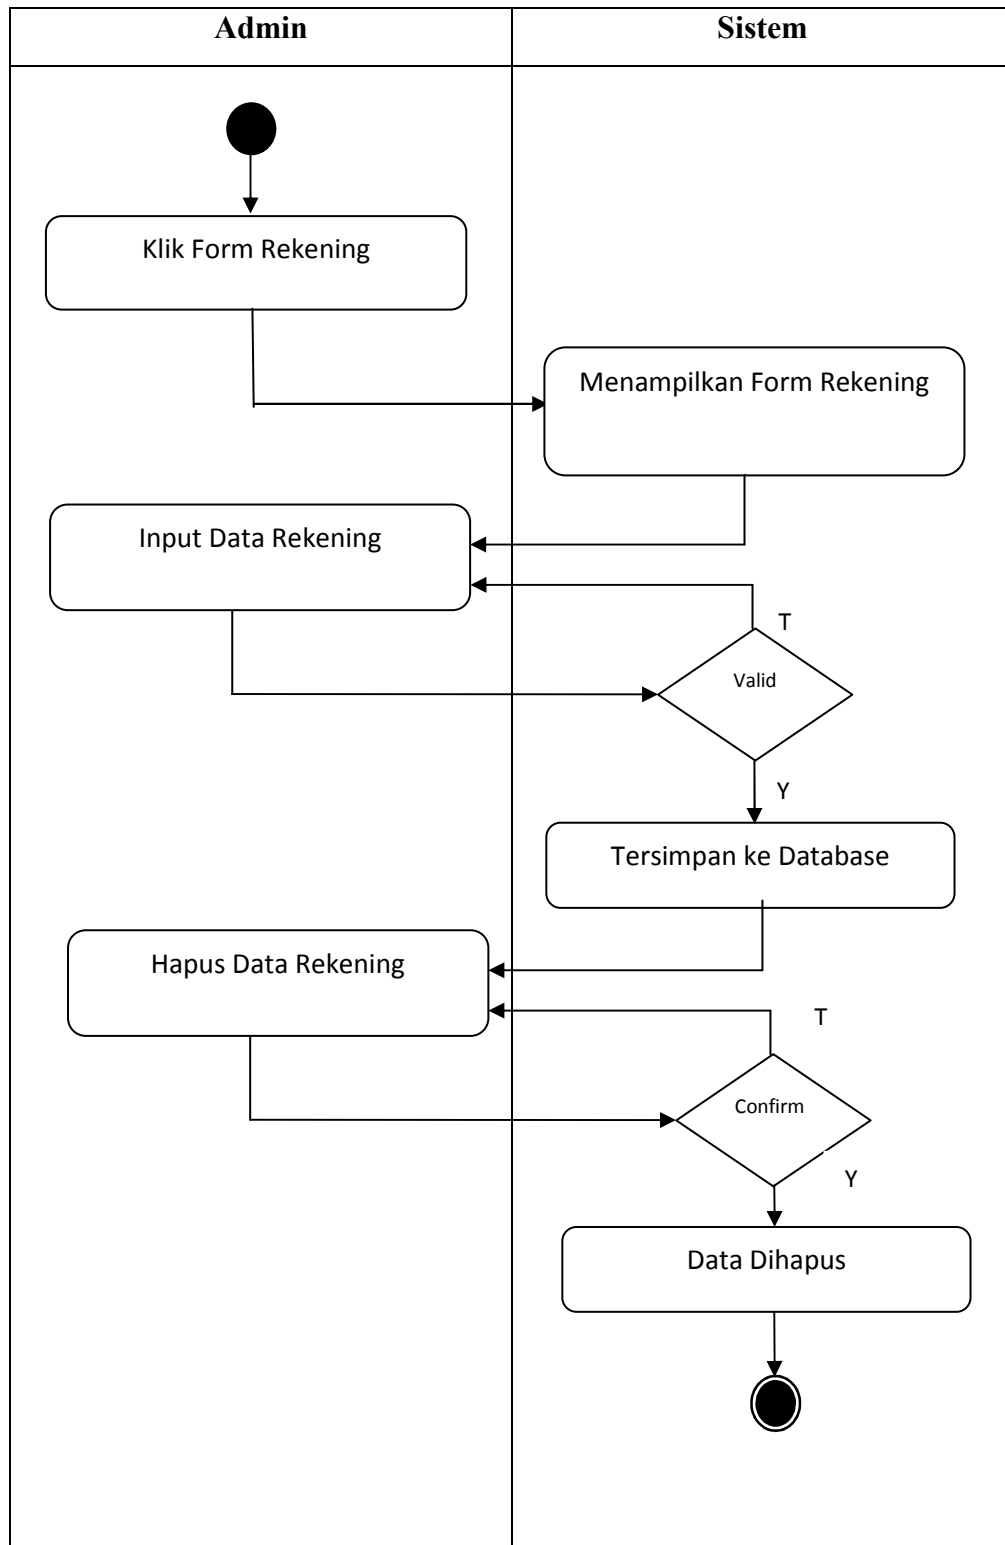 Admin
Sistem
Klik Form Rekening
Menampilkan Form Rekening
Input Data Rekening
T
Valid
Y
Tersimpan ke Database
Hapus Data Rekening
T
Confirm
Y
Data Dihapus